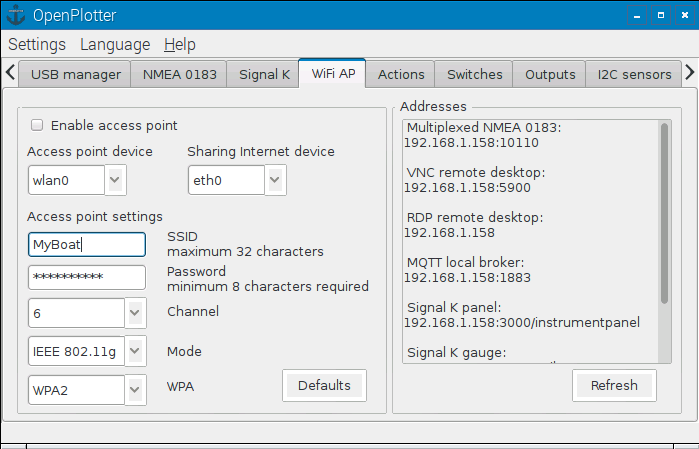 OpenPlotter
Settings Language Help
USB manager NMEA 0183 Signal K WiFi AP Actions Switches Outputs I2C sensors
Enable access point
Access point device Sharing Internet device
wlan0 eth0
Access point settings
MyBoat SSID
maximum 32 characters
********** Password
minimum 8 characters required
6 Channel
IEEE 802.11g Mode
WPA2 WPA
Defaults
Addresses
Multiplexed NMEA 0183:
192.168.1.158:10110
VNC remote desktop:
192.168.1.158:5900
RDP remote desktop:
192.168.1.158
MQTT local broker:
192.168.1.158:1883
Signal K panel:
192.168.1.158:3000/instrumentpanel
Signal K gauge:
Refresh